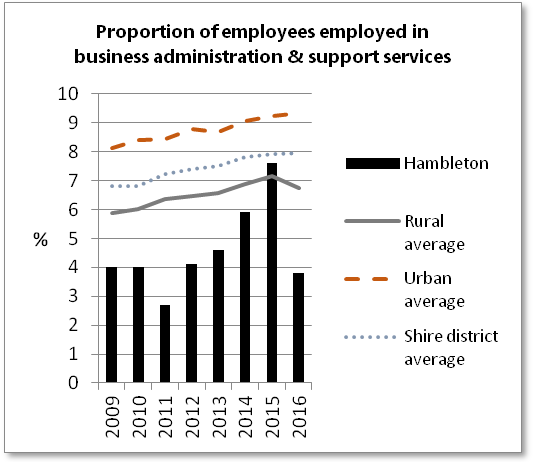 Proportion of employees employed in
business administration & support services
10
9
8
7
6
5
4
3
2
1
0
%
2009
2010
2011
2012
2013
2014
2015
2016
Hambleton
Rural
average
Urban
average
Shire district
average